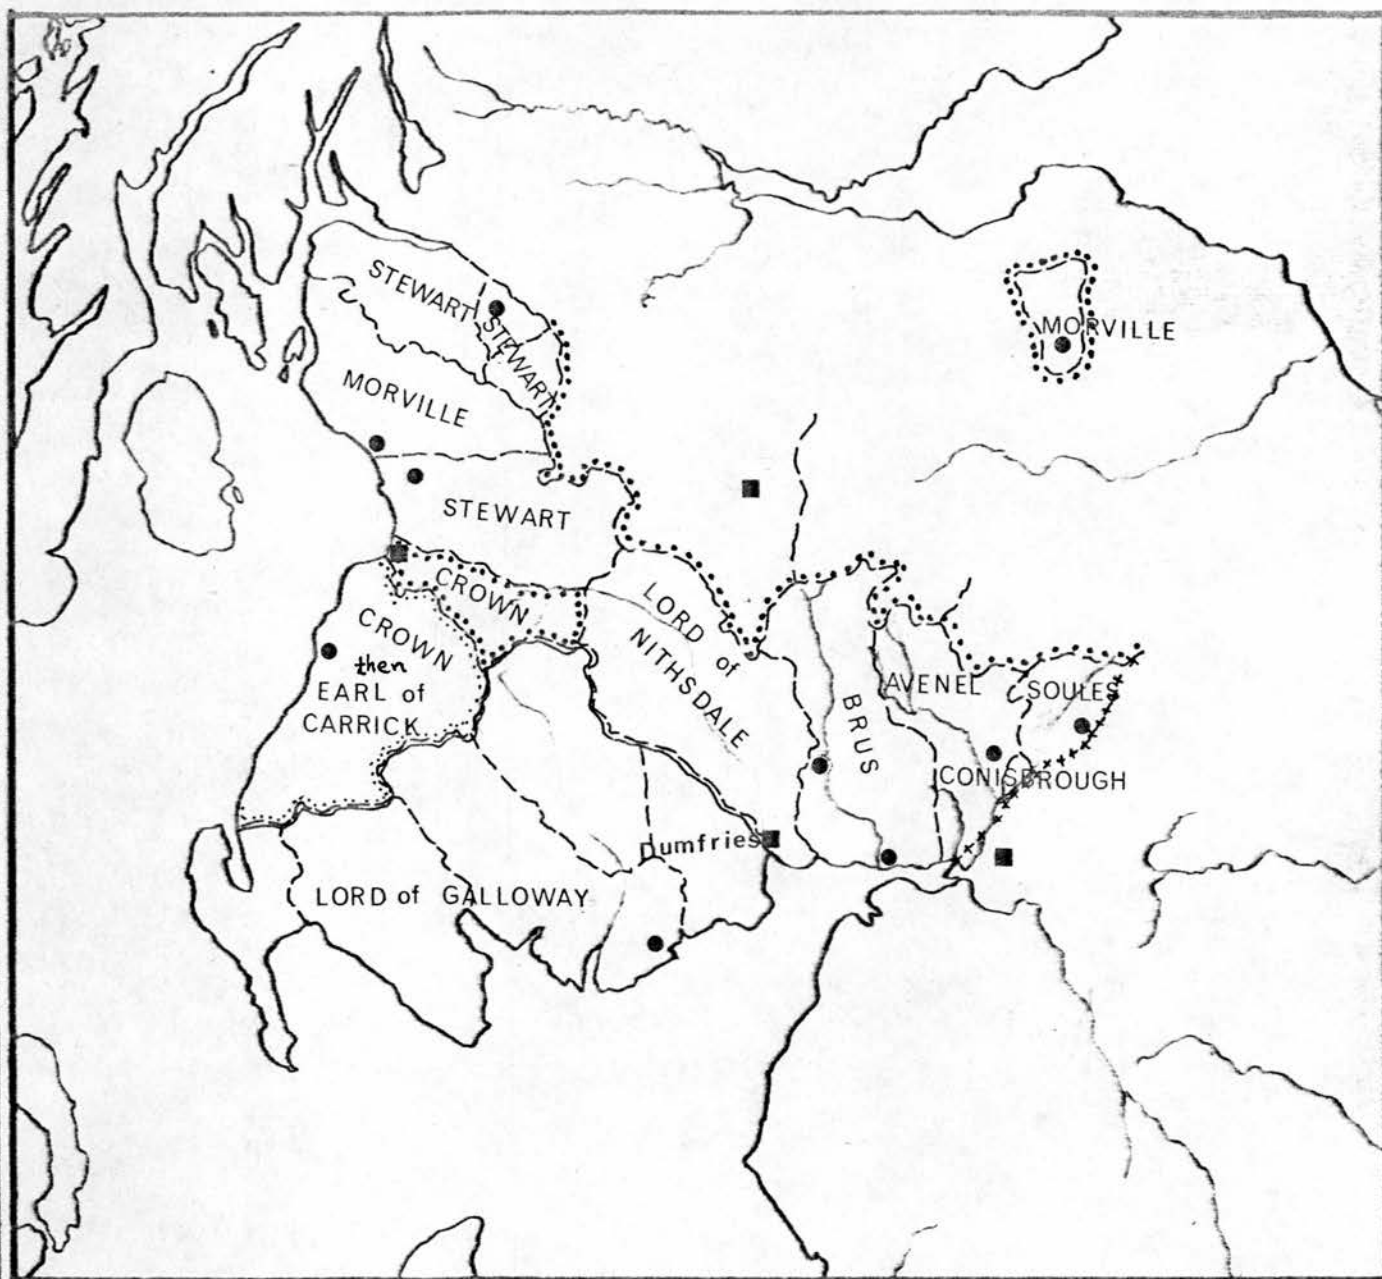 STEWART
STEWART
MORVILLE
MORVILLE
STEWART
CROWN
CROWN
then
EARL of
CARRICK
LORD of
NITHSDALE
BRUS
AVENEL
SOULES
CONISBROUGH
Dumfries
LORD of GALLOWAY